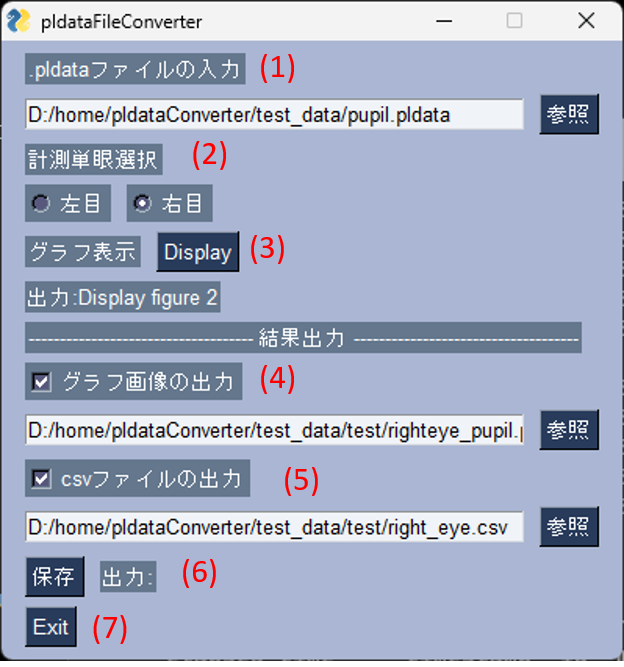 pldataFileConverter
.pldataファイルの入力 (1)
D:/home/pldataConverter/test_data/pupil.pldata 参照
計測単眼選択 (2)
左目 右目
グラフ表示 Display (3)
出力:Display figure 2
------------------------------------ 結果出力 ------------------------------------
グラフ画像の出力 (4)
D:/home/pldataConverter/test_data/test/righteye_pupil.p 参照
csvファイルの出力 (5)
D:/home/pldataConverter/test_data/test/right_eye.csv 参照
保存 出力: (6)
Exit (7)